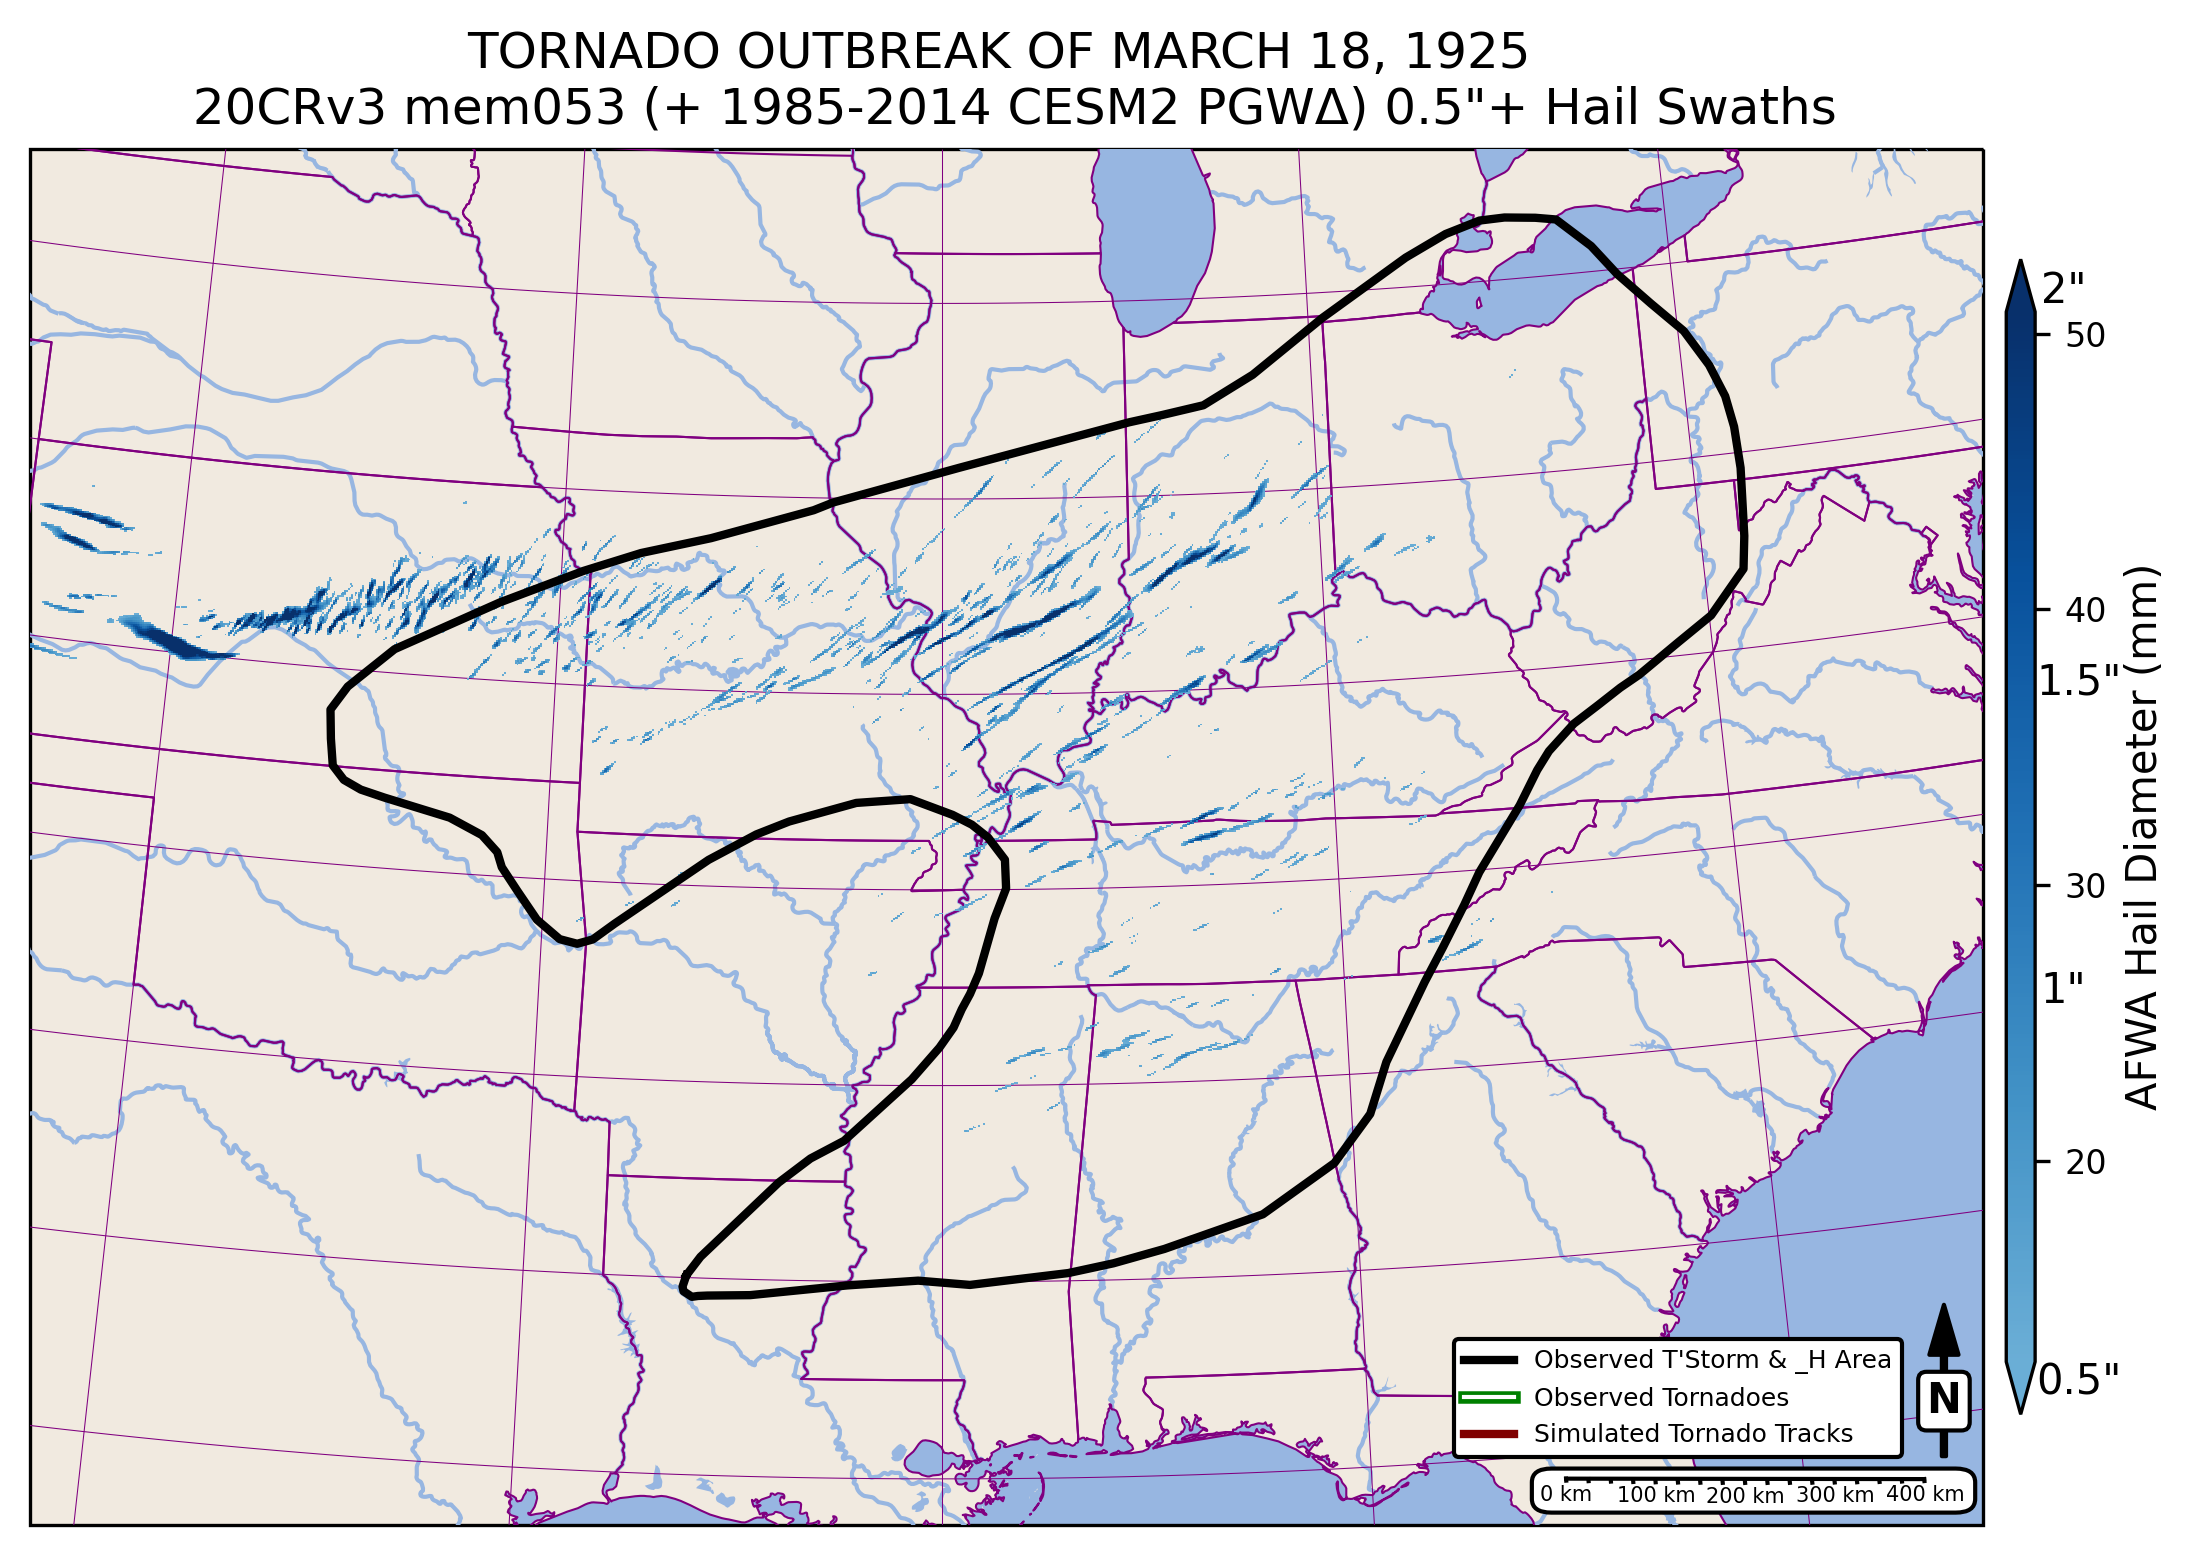 TORNADO OUTBREAK OF MARCH 18, 1925
20CRv3 mem053 (+ 1985-2014 CESM2 PGWΔ) 0.5"+ Hail Swaths
2"
50
40
1.5"
30
1"
20
0.5"
AFWA Hail Diameter (mm)
Observed T'Storm & _H Area
Observed Tornadoes
Simulated Tornado Tracks
N
0 km 100 km 200 km 300 km 400 km